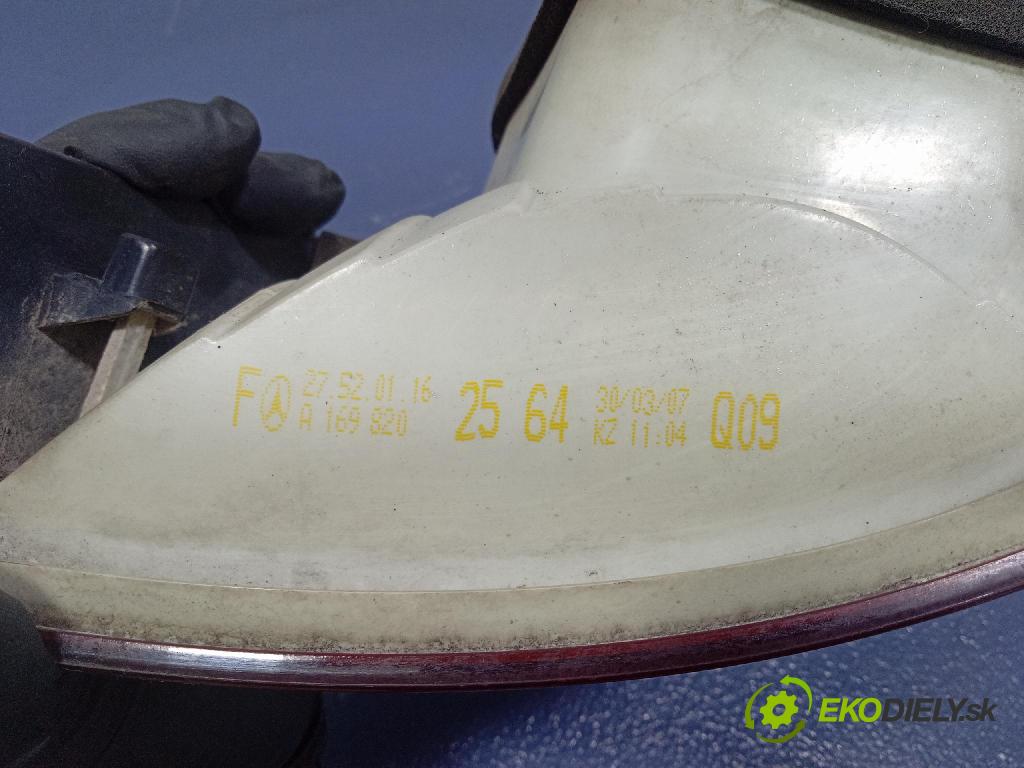 F 27 52.01.16 25 64 30/03/07 Q09
A 169 820 KZ 11:04
EKODIELY.sk